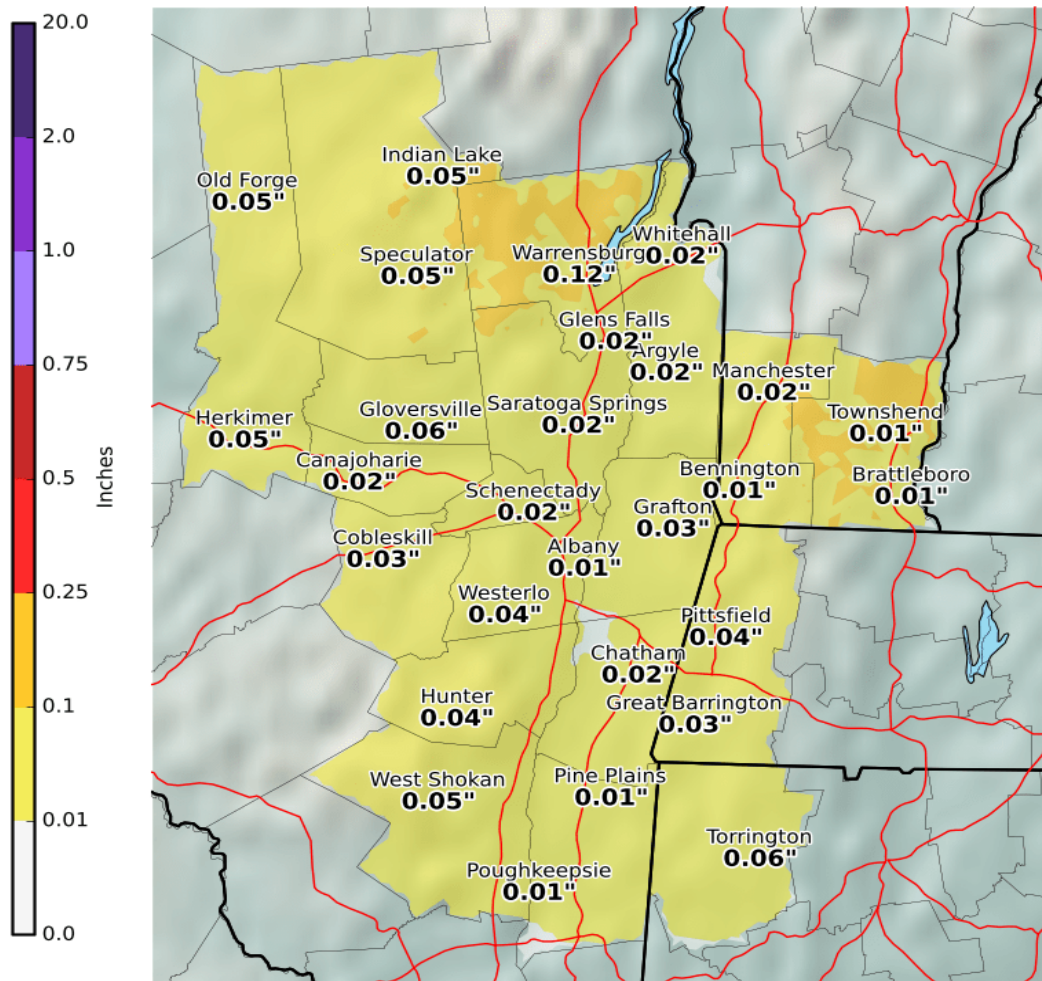 20.0
2.0
1.0
0.75
0.5
0.25
0.1
0.01
0.0
Inches
Indian Lake
0.05"
Old Forge
0.05"
Whitehall
0.02"
Speculator
0.05"
Warrensburg
0.12"
Glens Falls
0.02"
Argyle
0.02"
Manchester
0.02"
Herkimer
0.05"
Gloversville
0.06"
Saratoga Springs
0.02"
Townshend
0.01"
Canajoharie
0.02"
Schenectady
0.02"
Bennington
0.01"
Brattleboro
0.01"
Grafton
0.03"
Cobleskill
0.03"
Albany
0.01"
Westerlo
0.04"
Pittsfield
0.04"
Chatham
0.02"
Hunter
0.04"
Great Barrington
0.03"
West Shokan
0.05"
Pine Plains
0.01"
Torrington
0.06"
Poughkeepsie
0.01"